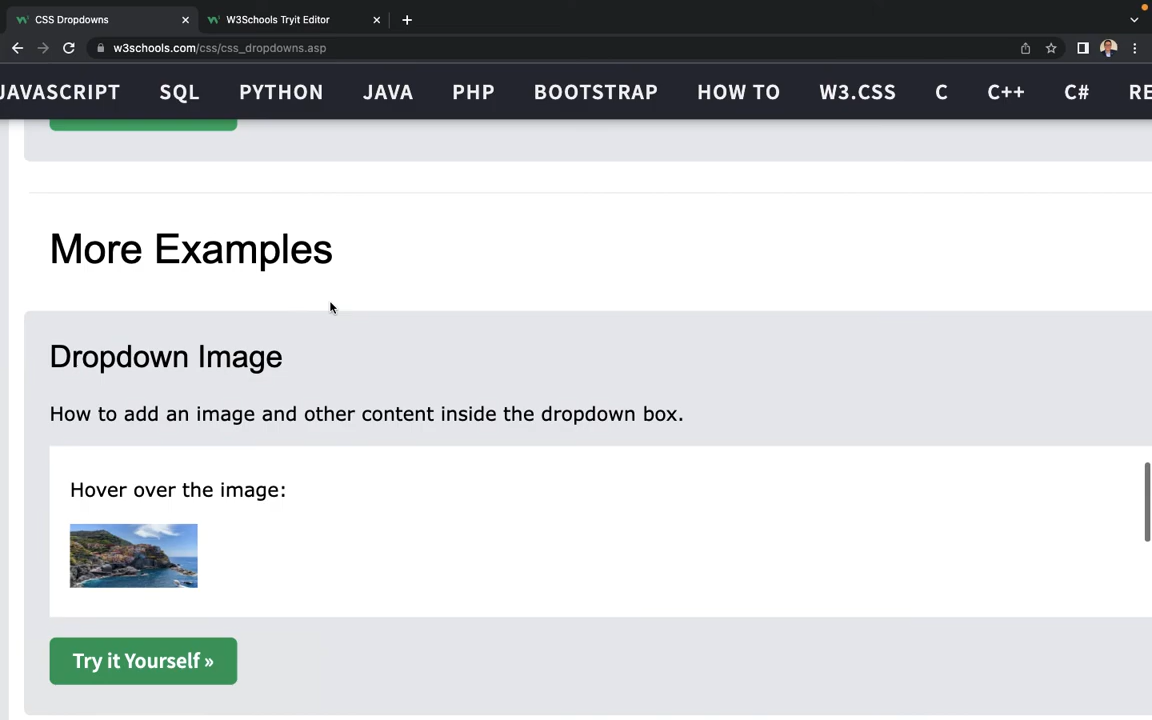 CSS Dropdowns
W3Schools Tryit Editor
w3schools.com/css/css_dropdowns.asp
JAVASCRIPT SQL PYTHON JAVA PHP BOOTSTRAP HOW TO W3.CSS C C++ C# RE
More Examples
Dropdown Image
How to add an image and other content inside the dropdown box.
Hover over the image:
Try it Yourself »